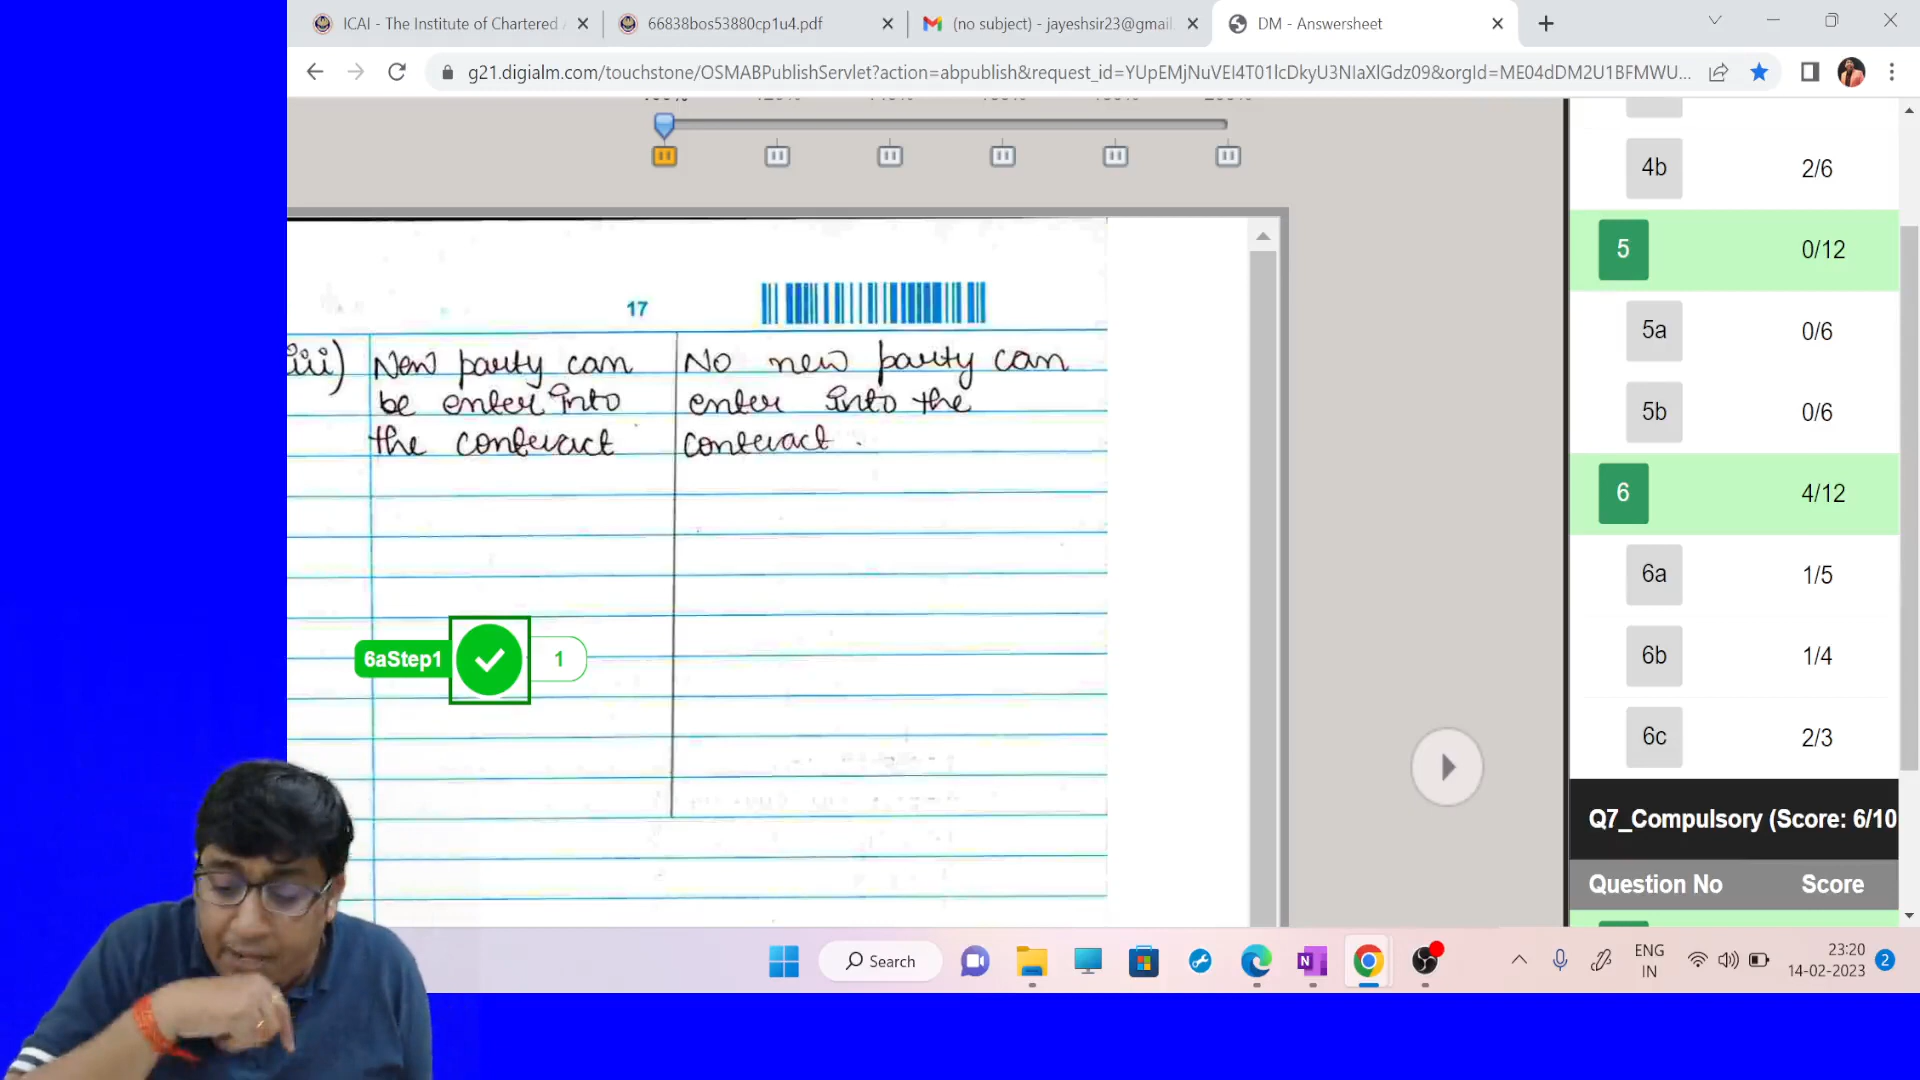 ICAI - The Institute of Chartered
66838bos53880cp1u4.pdf
(no subject) - jayeshsir23@gmail
DM - Answersheet
g21.digialm.com/touchstone/OSMABPublishServlet?action=abpublish&request_id=YUpEMjNuVEI4T01lcDkyU3NIaXlGdz09&orgId=ME04dDM2U1BFMWU...
17
iii) New party can
be enter into
the conteract
No new party can
enter into the
conteract.
6aStep1 1
4b 2/6
5 0/12
5a 0/6
5b 0/6
6 4/12
6a 1/5
6b 1/4
6c 2/3
Q7_Compulsory (Score: 6/10
Question No Score
Search
N
ENG
IN
23:20
14-02-2023
2